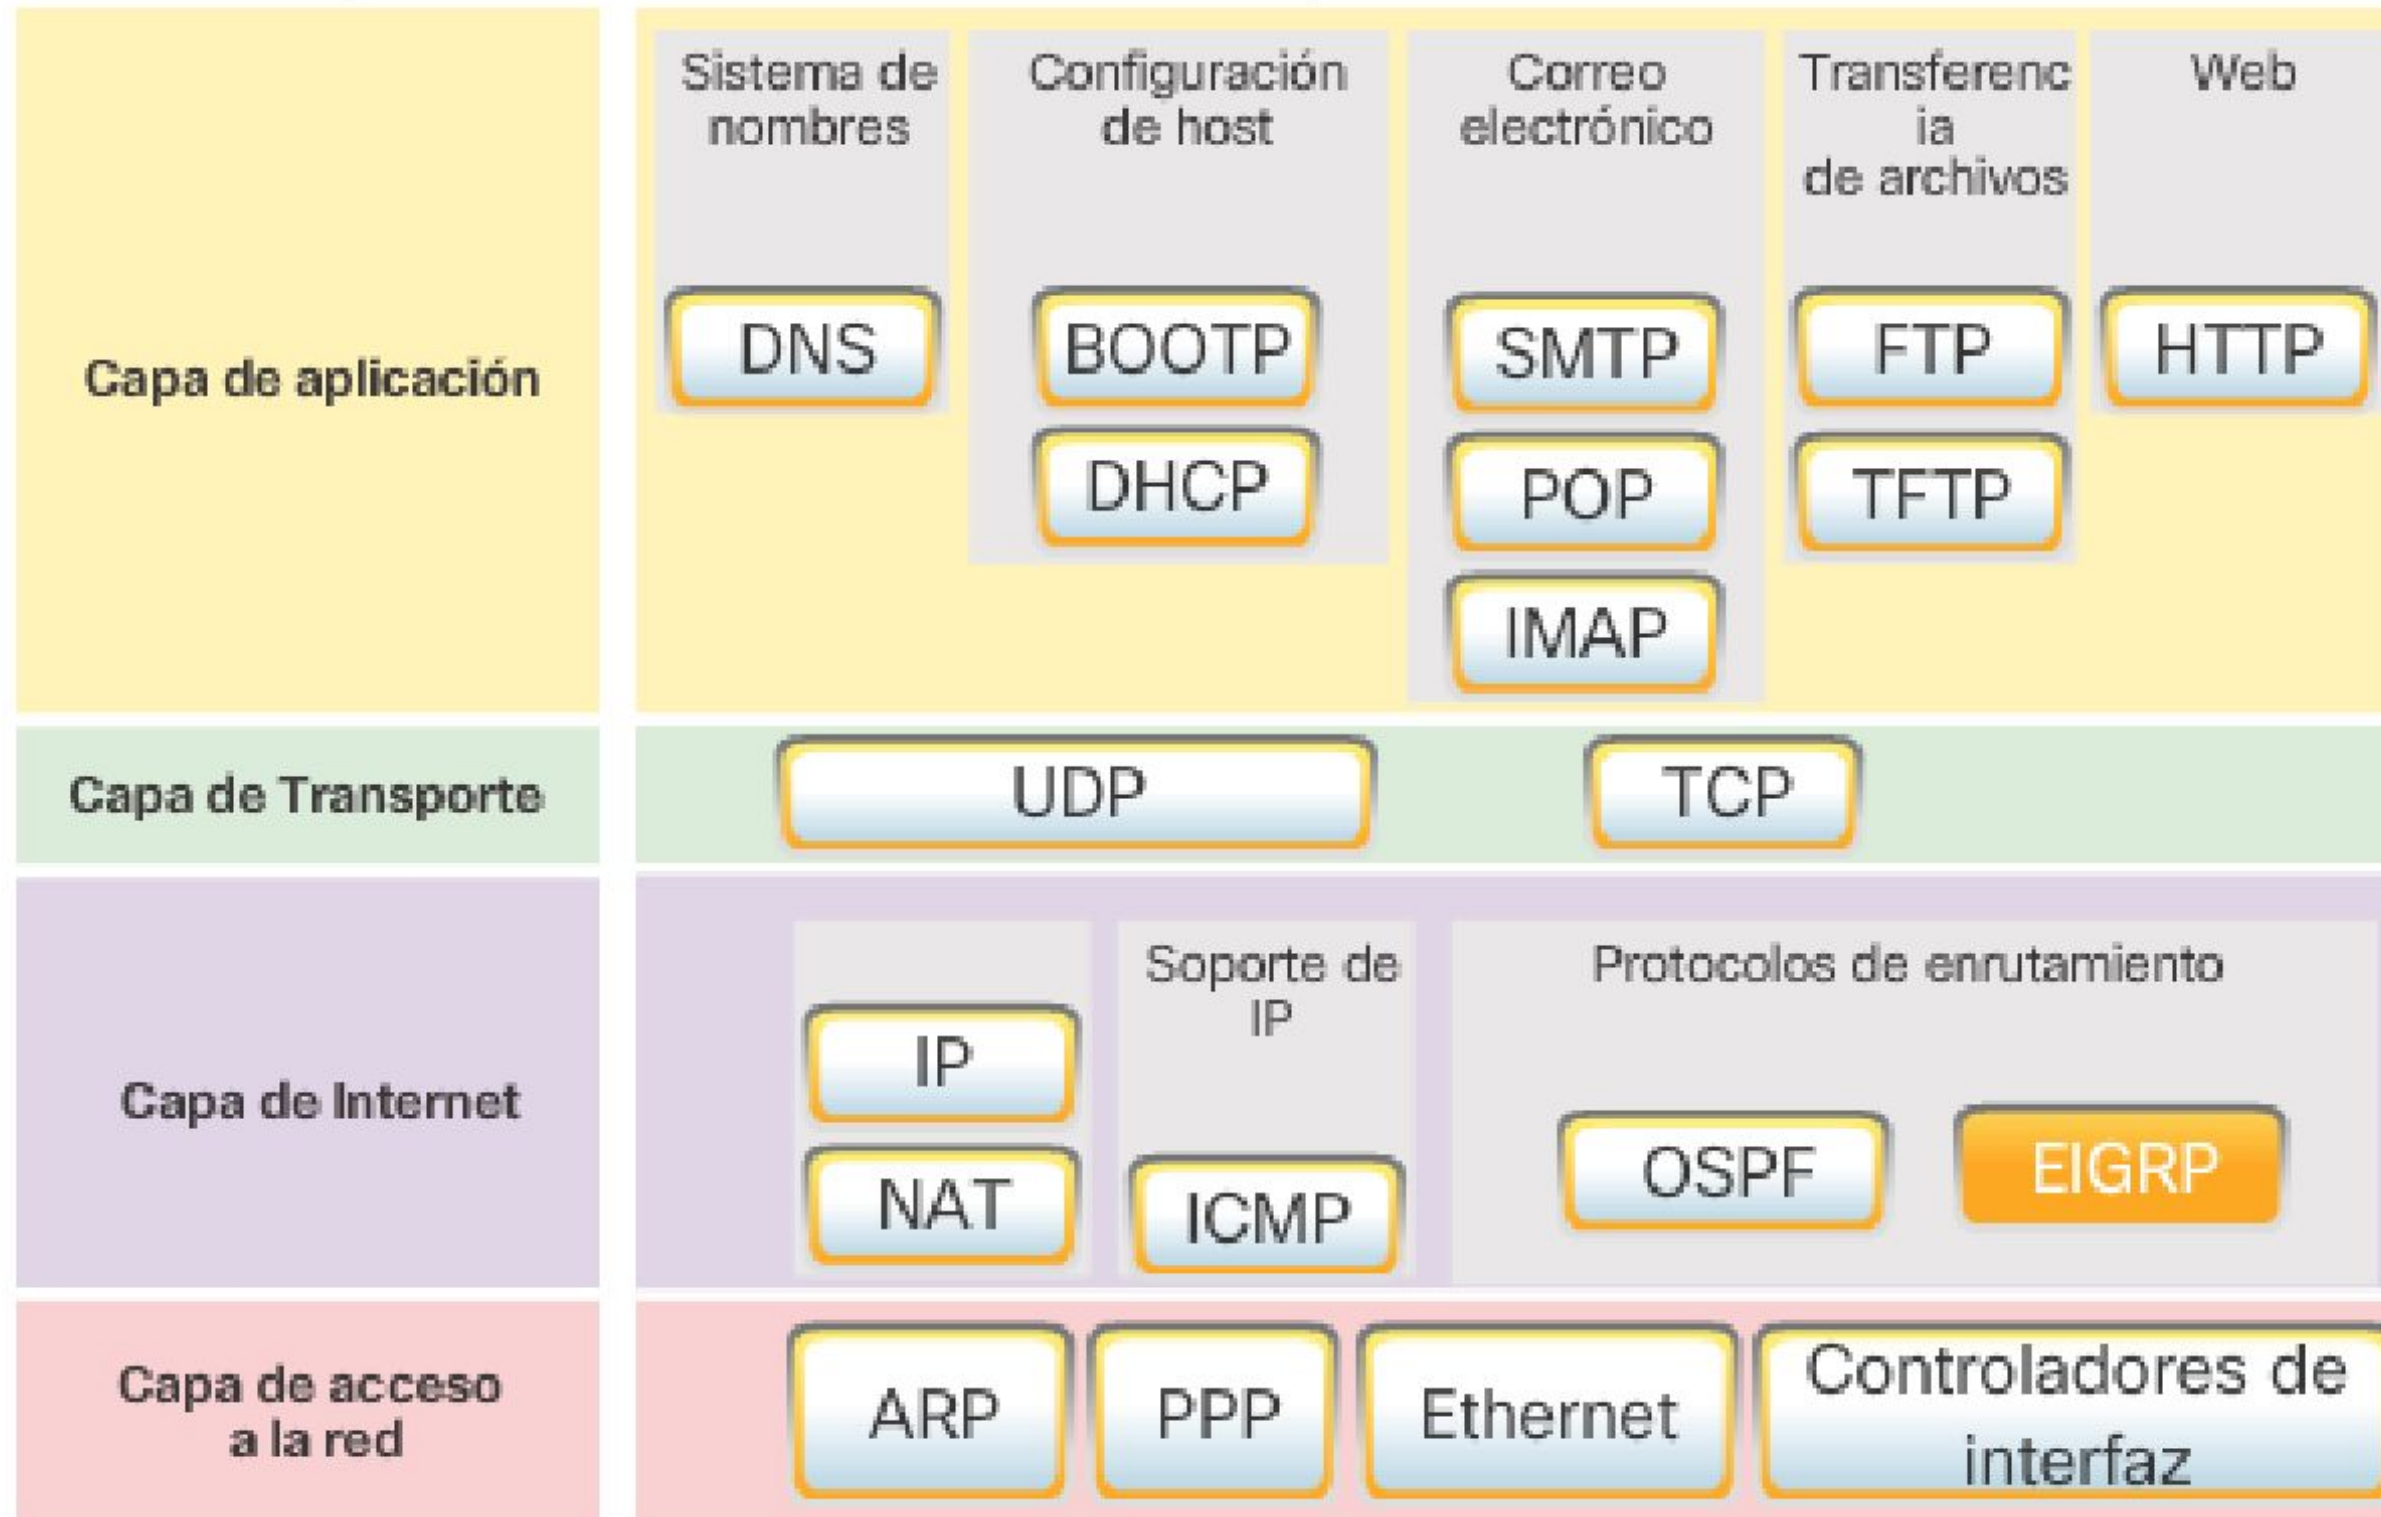 Capa de aplicación
Sistema de
nombres
DNS
Configuración
de host
BOOTP
DHCP
Correo
electrónico
SMTP
POP
IMAP
Transferenc
ia
de archivos
FTP
TFTP
Web
HTTP
Capa de Transporte
UDP
TCP
Capa de Internet
IP
NAT
Soporte de
IP
ICMP
Protocolos de enrutamiento
OSPF
EIGRP
Capa de acceso
a la red
ARP
PPP
Ethernet
Controladores de
interfaz